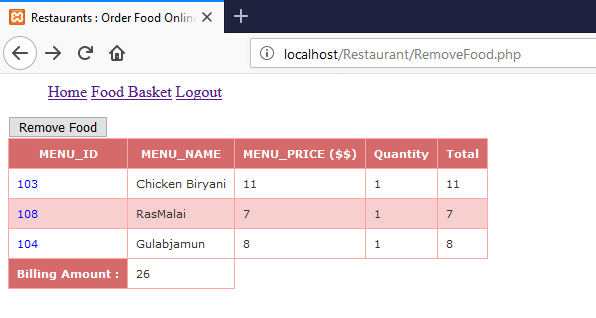 Restaurants : Order Food Onlin
localhost/Restaurant/RemoveFood.php
Home Food Basket Logout
Remove Food
MENU_ID MENU_NAME MENU_PRICE ($$) Quantity Total
103 Chicken Biryani 11 1 11
108 RasMalai 7 1 7
104 Gulabjamun 8 1 8
Billing Amount : 26